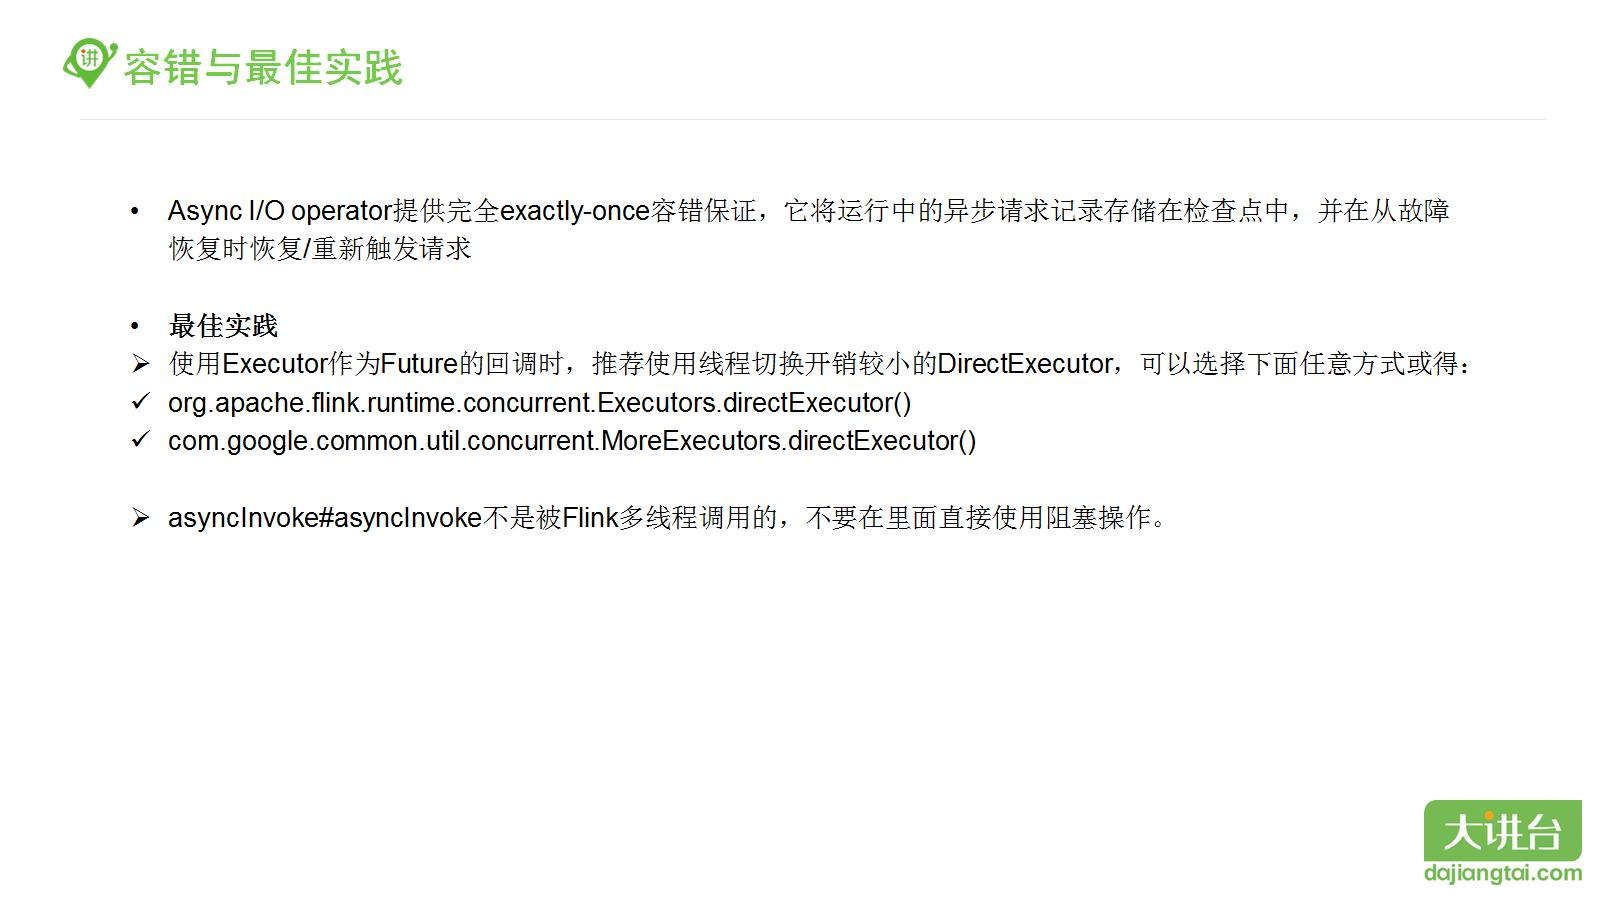 讲
容错与最佳实践
• Async I/O operator提供完全exactly-once容错保证，它将运行中的异步请求记录存储在检查点中，并在从故障
恢复时恢复/重新触发请求
• 最佳实践
➢ 使用Executor作为Future的回调时，推荐使用线程切换开销较小的DirectExecutor，可以选择下面任意方式或得：
✓ org.apache.flink.runtime.concurrent.Executors.directExecutor()
✓ com.google.common.util.concurrent.MoreExecutors.directExecutor()
➢ asyncInvoke#asyncInvoke不是被Flink多线程调用的，不要在里面直接使用阻塞操作。
大讲台
dajiangtai.com